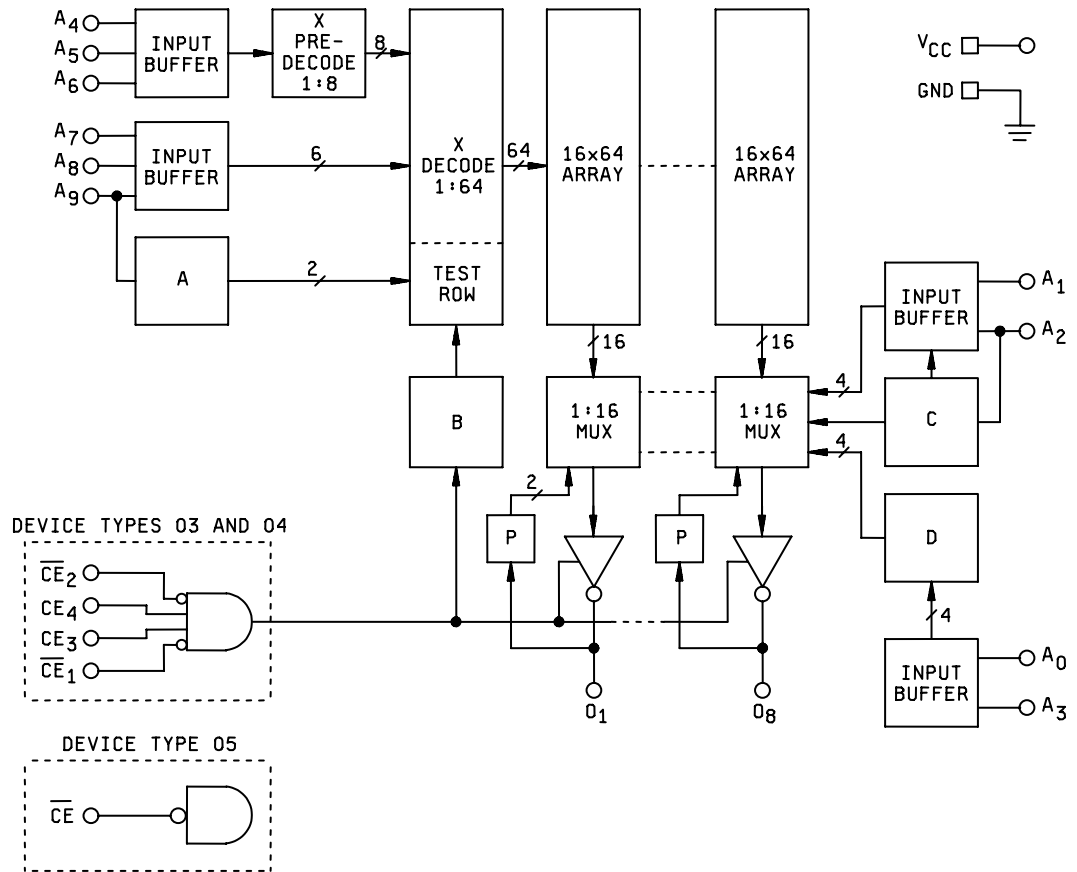 A4
A5
A6
INPUT
BUFFER
X
PRE-
DECODE
1:8
8
VCC
GND
A7
A8
A9
INPUT
BUFFER
6
X
DECODE
1:64
64
16x64
ARRAY
16x64
ARRAY
A
2
TEST
ROW
INPUT
BUFFER
A1
A2
16
16
B
1:16
MUX
1:16
MUX
4
4
C
2
P
P
D
DEVICE TYPES 03 AND 04
CE2
CE4
CE3
CE1
4
INPUT
BUFFER
A0
A3
O1
O8
DEVICE TYPE 05
CE